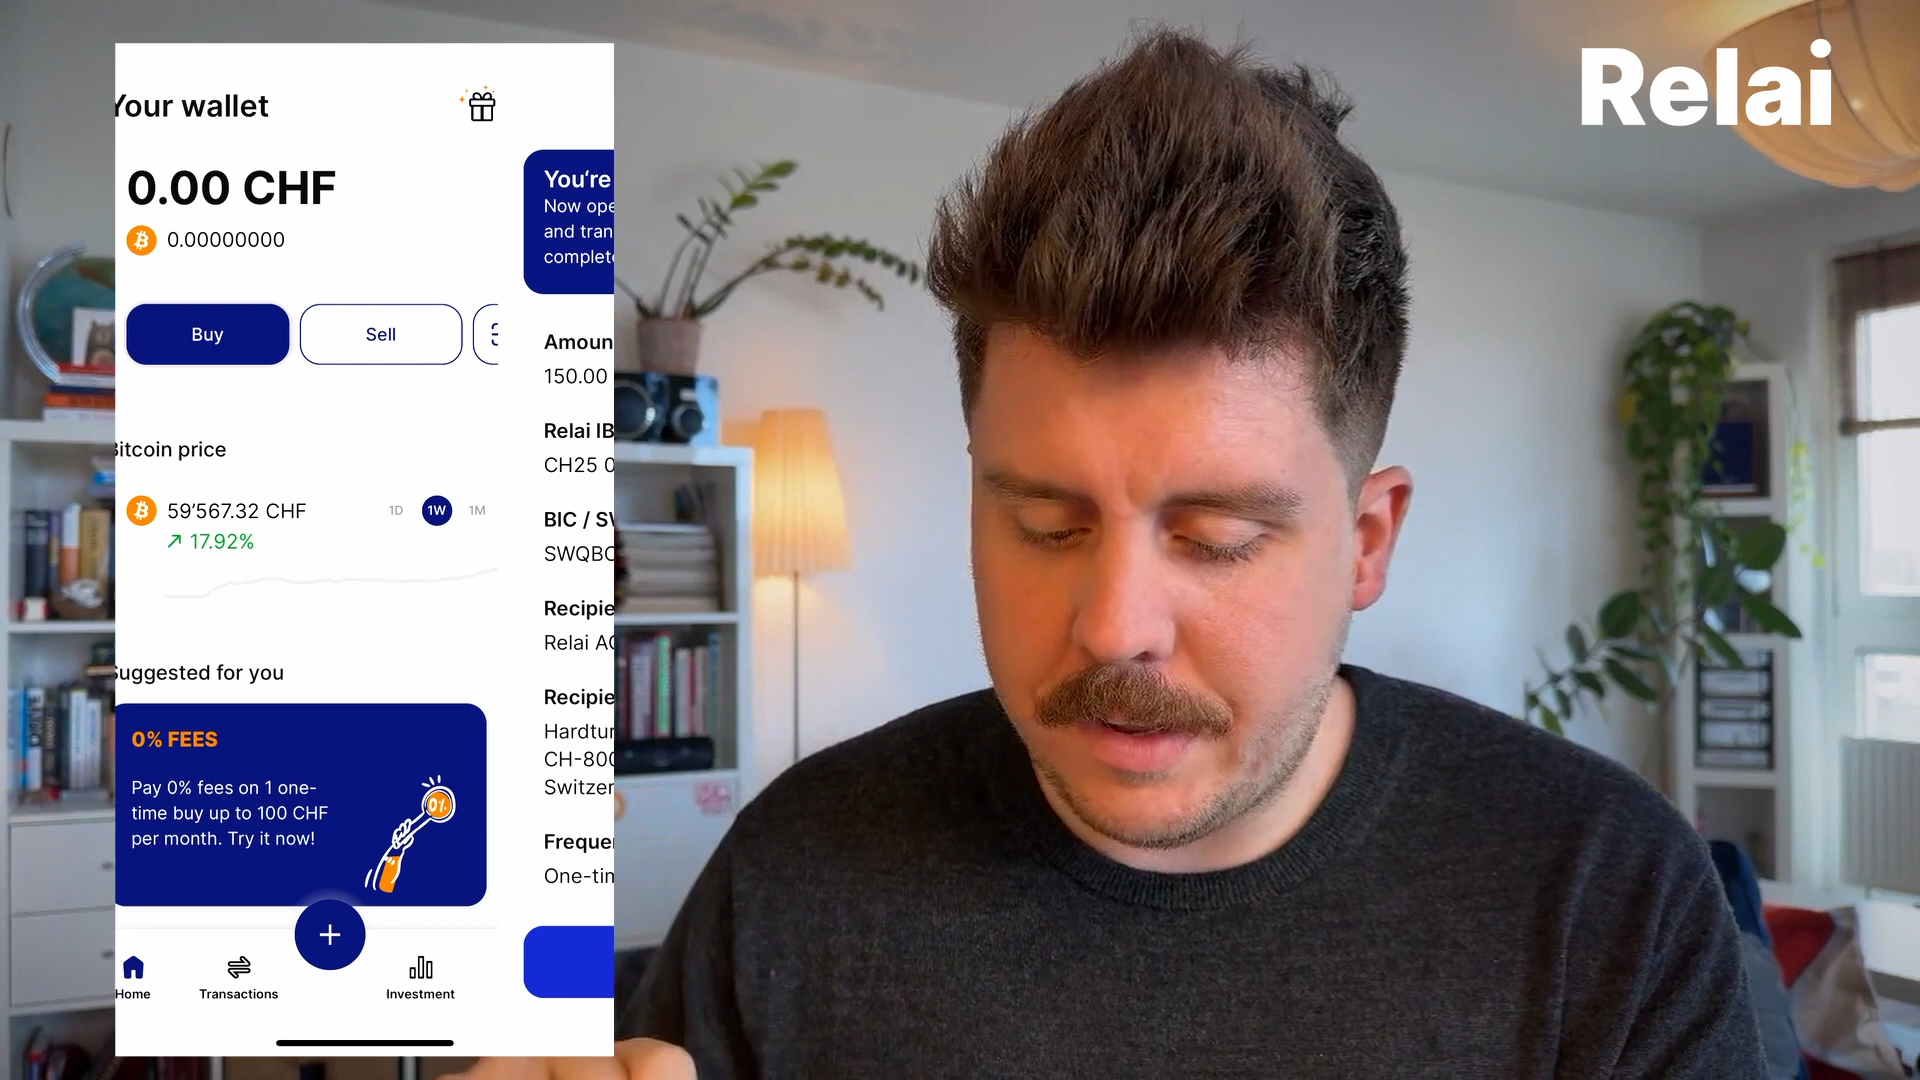 Relai
Your wallet
0.00 CHF
0.00000000
Buy
Sell
Bitcoin price
59’567.32 CHF
1D
1W
1M
17.92%
Suggested for you
0% FEES
Pay 0% fees on 1 one-
time buy up to 100 CHF
per month. Try it now!
0%
Home
Transactions
Investment
You’re
Now ope
and tran
complete
Amoun
150.00
Relai IB
CH25 0
BIC / SW
SWQBC
Recipie
Relai AG
Recipie
Hardtur
CH-800
Switzer
Freque
One-tim